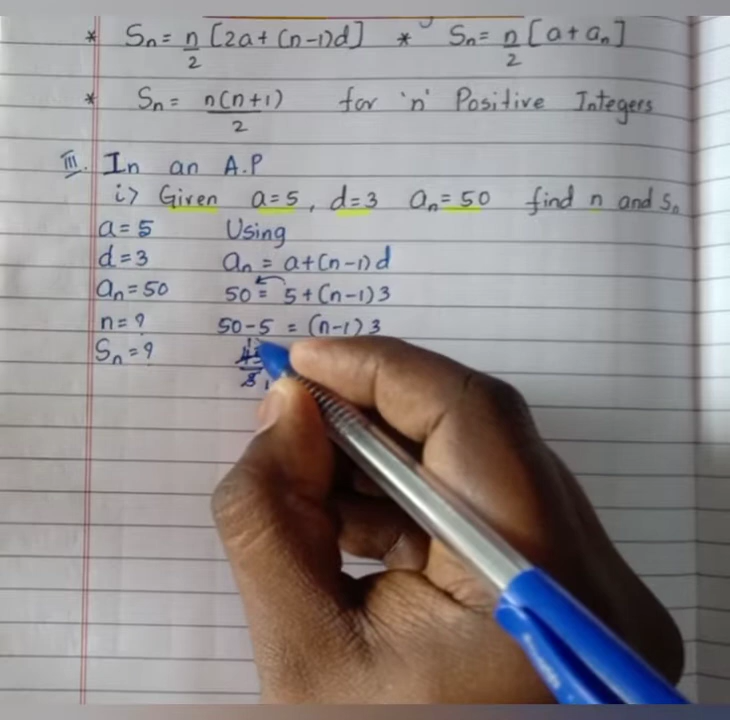 * Sn = n/2 [2a + (n-1)d] * Sn = n/2 [a + an]
* Sn = n(n+1)/2 for 'n' Positive Integers
III. In an A.P
i) Given a=5, d=3 an=50 find n and Sn
a=5 Using
d=3 an = a+(n-1)d
an=50 50 = 5+(n-1)3
n=? 50-5 = (n-1)3
Sn=?